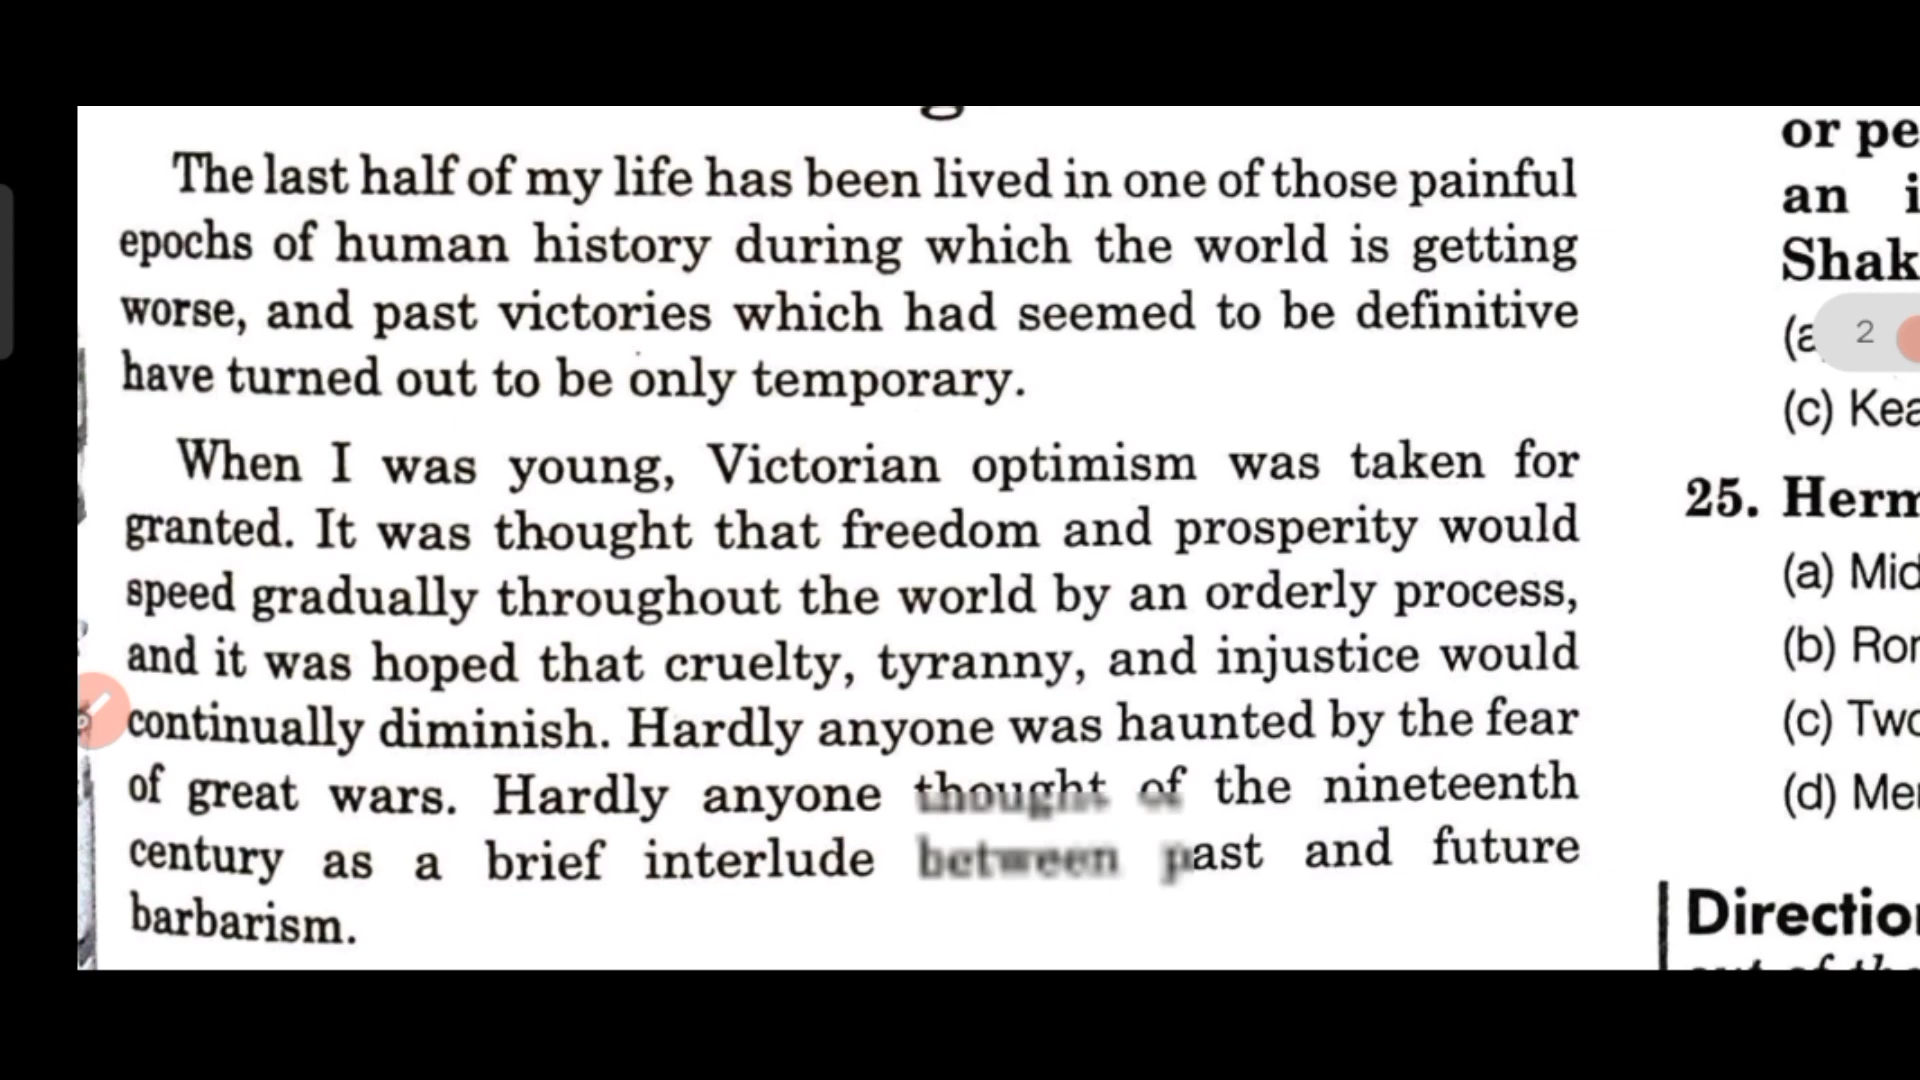 The last half of my life has been lived in one of those painful
epochs of human history during which the world is getting
worse, and past victories which had seemed to be definitive
have turned out to be only temporary.
When I was young, Victorian optimism was taken for
granted. It was thought that freedom and prosperity would
speed gradually throughout the world by an orderly process,
and it was hoped that cruelty, tyranny, and injustice would
continually diminish. Hardly anyone was haunted by the fear
of great wars. Hardly anyone thought of the nineteenth
century as a brief interlude between past and future
barbarism.
or pe
an i
Shak
(a
2
(c) Kea
25. Herm
(a) Mid
(b) Ror
(c) Two
(d) Mer
Direction
out of the